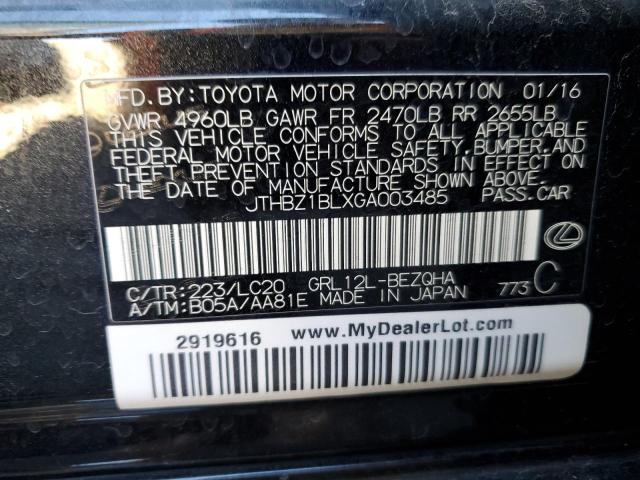 MFD.BY:TOYOTA MOTOR CORPORATION 01/16
GVWR 4960LB GAWR FR 2470LB RR 2655LB
THIS VEHICLE CONFORMS TO ALL APPLICABLE
FEDERAL MOTOR VEHICLE SAFETY,BUMPER,AND
THEFT PREVENTION STANDARDS IN EFFECT ON
THE DATE OF MANUFACTURE SHOWN ABOVE.
JTHBZ1BLXGA003485 PASS.CAR
C/TR:223/LC20 GRL12L-BEZQHA 773 C
A/TM:B05A/AA81E MADE IN JAPAN
2919616 www.MyDealerLot.com